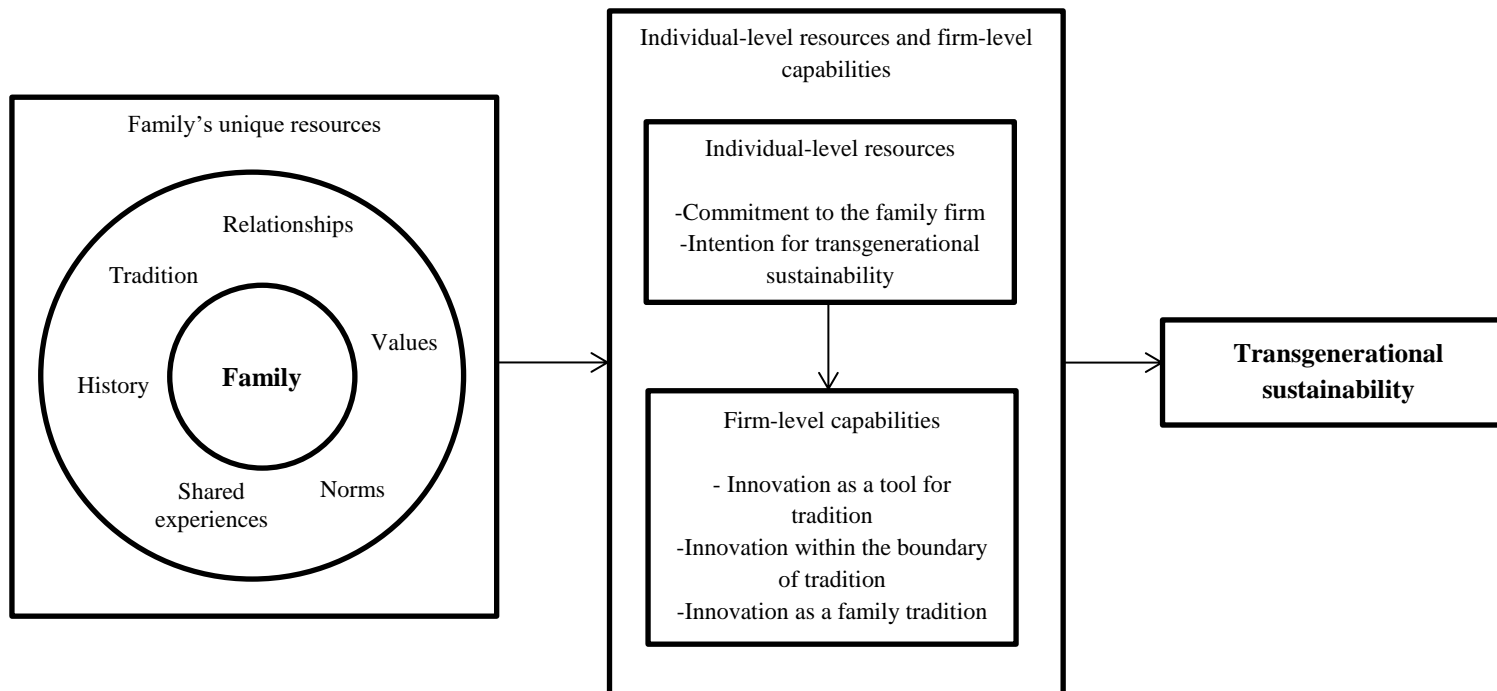 Family’s unique resources
Relationships
Tradition
Values
History
Family
Shared
experiences
Norms
Individual-level resources and firm-level
capabilities
Individual-level resources
-Commitment to the family firm
-Intention for transgenerational
sustainability
Firm-level capabilities
- Innovation as a tool for
tradition
-Innovation within the boundary
of tradition
-Innovation as a family tradition
Transgenerational
sustainability